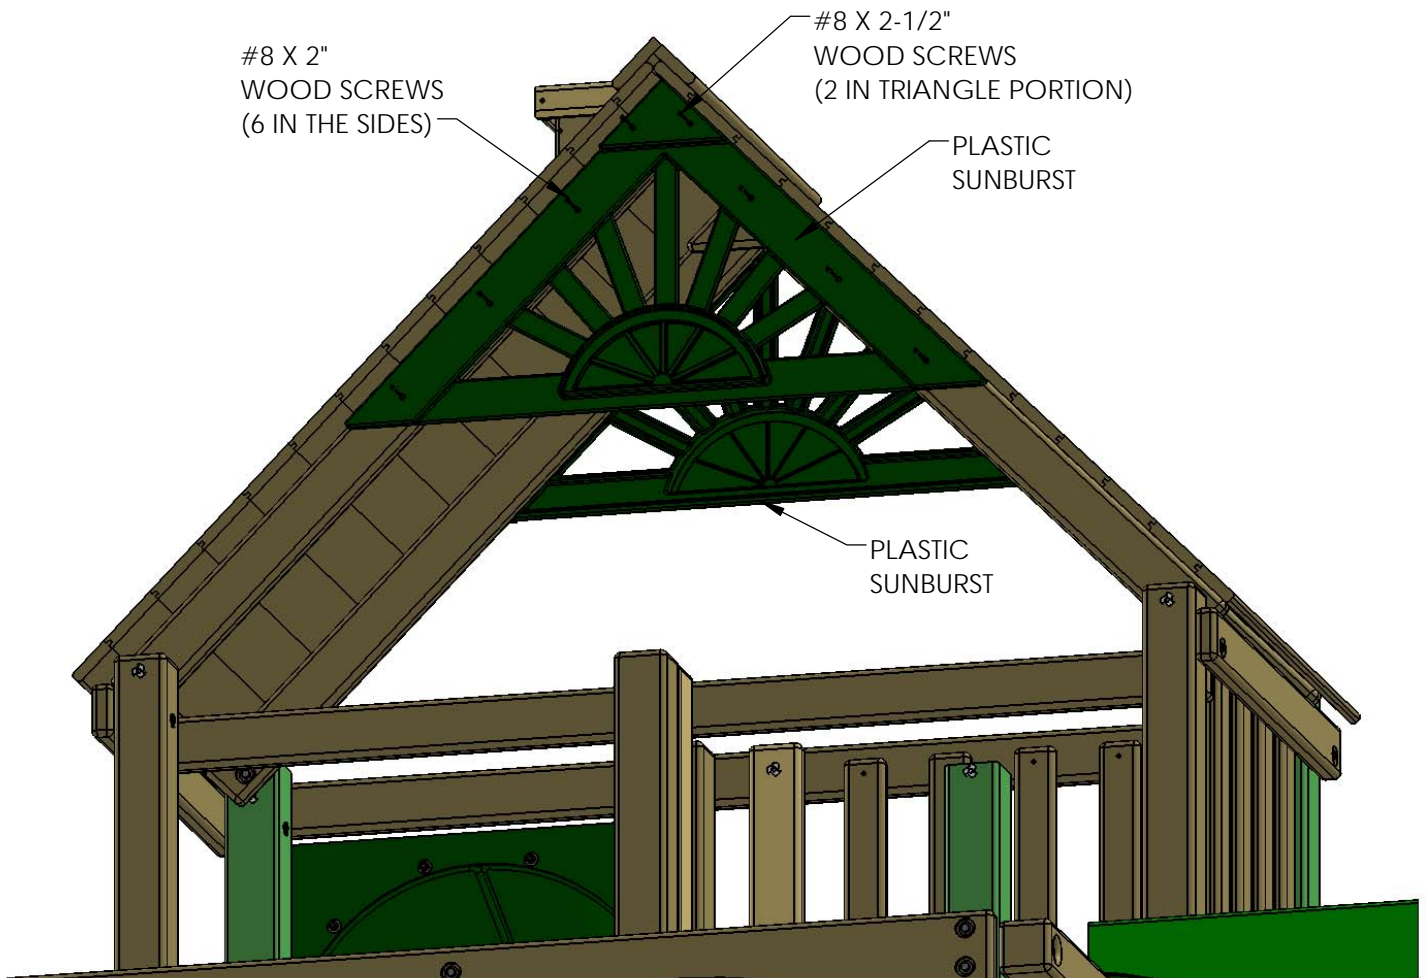 #8 X 2"
WOOD SCREWS
(6 IN THE SIDES)
#8 X 2-1/2"
WOOD SCREWS
(2 IN TRIANGLE PORTION)
PLASTIC
SUNBURST
PLASTIC
SUNBURST